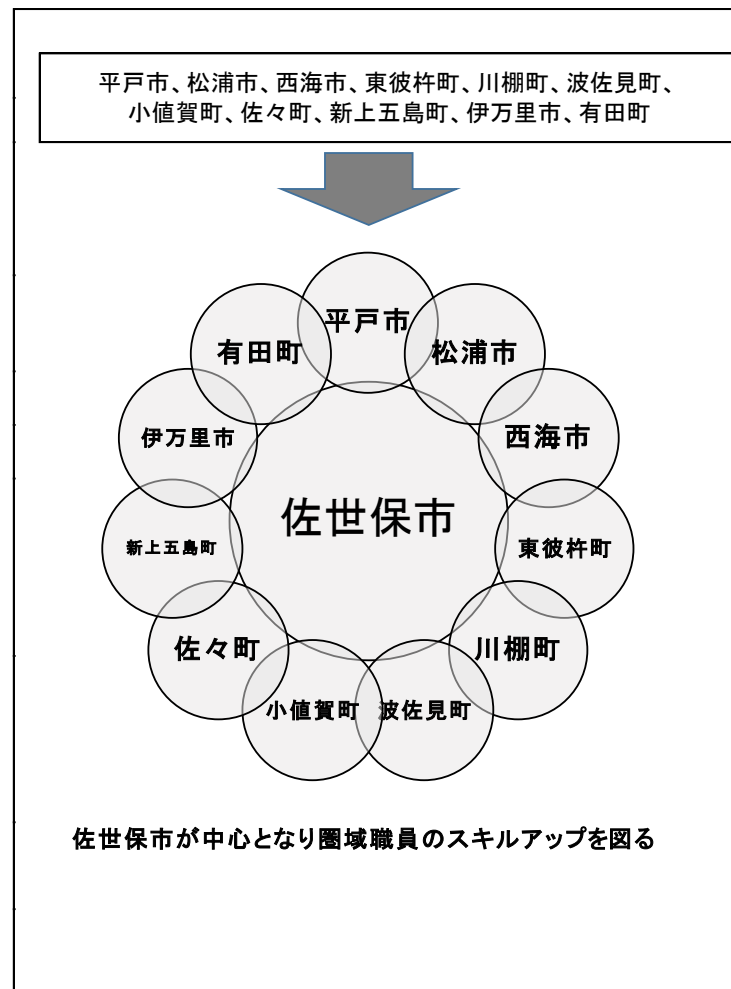 平戸市、松浦市、西海市、東彼杵町、川棚町、波佐見町、
小値賀町、佐々町、新上五島町、伊万里市、有田町
平戸市
有田町
松浦市
伊万里市
西海市
佐世保市
新上五島町
東彼杵町
佐々町
川棚町
小値賀町
波佐見町
佐世保市が中心となり圏域職員のスキルアップを図る